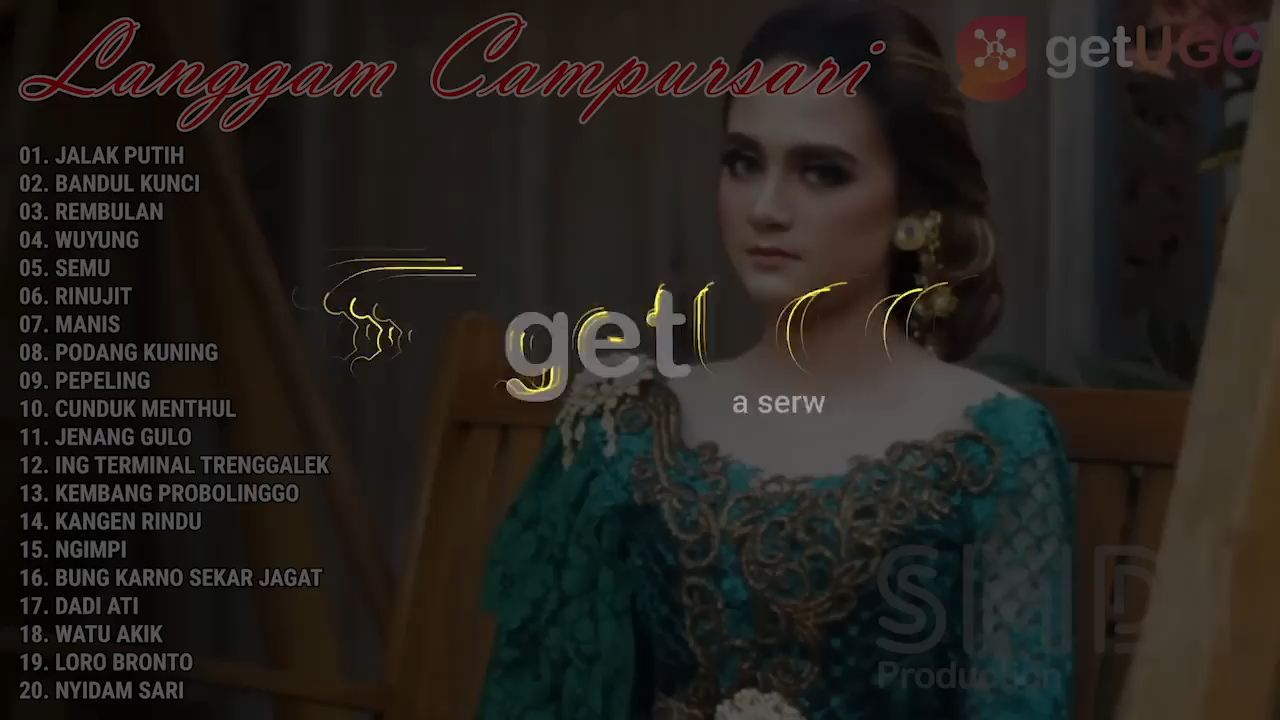 Langgam Campursari
getUGC
01. JALAK PUTIH
02. BANDUL KUNCI
03. REMBULAN
04. WUYUNG
05. SEMU
06. RINUJIT
07. MANIS
08. PODANG KUNING
09. PEPELING
10. CUNDUK MENTHUL
11. JENANG GULO
12. ING TERMINAL TRENGGALEK
13. KEMBANG PROBOLINGGO
14. KANGEN RINDU
15. NGIMPI
16. BUNG KARNO SEKAR JAGAT
17. DADI ATI
18. WATU AKIK
19. LORO BRONTO
20. NYIDAM SARI
get
a serw
Production